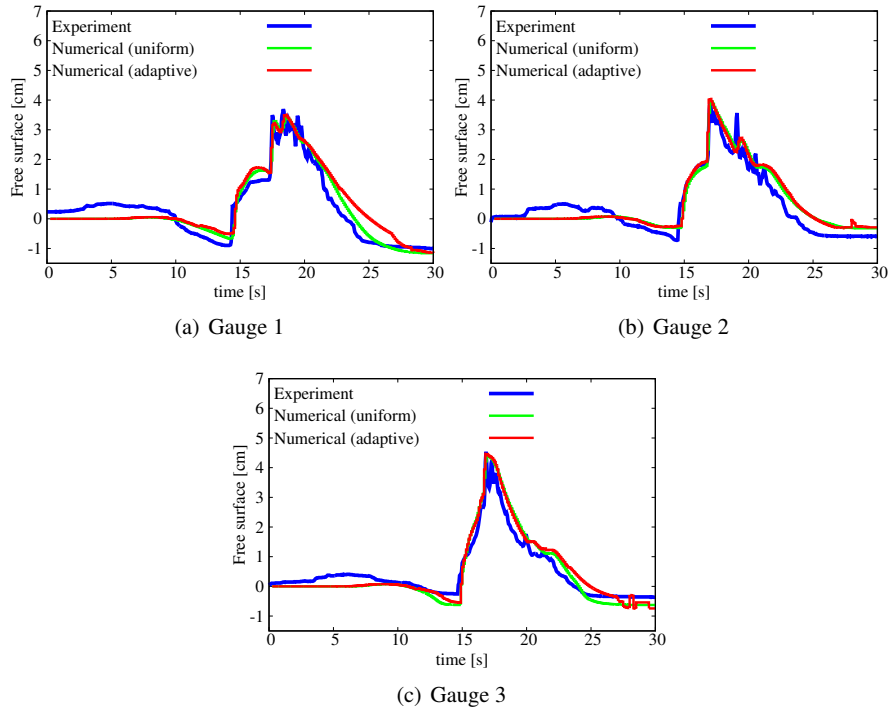 7
6
5
4
3
2
1
0
-1
0 5 10 15 20 25 30
Free surface [cm]
time [s]
Experiment
Numerical (uniform)
Numerical (adaptive)
(a) Gauge 1
7
6
5
4
3
2
1
0
-1
0 5 10 15 20 25 30
Free surface [cm]
time [s]
Experiment
Numerical (uniform)
Numerical (adaptive)
(b) Gauge 2
7
6
5
4
3
2
1
0
-1
0 5 10 15 20 25 30
Free surface [cm]
time [s]
Experiment
Numerical (uniform)
Numerical (adaptive)
(c) Gauge 3